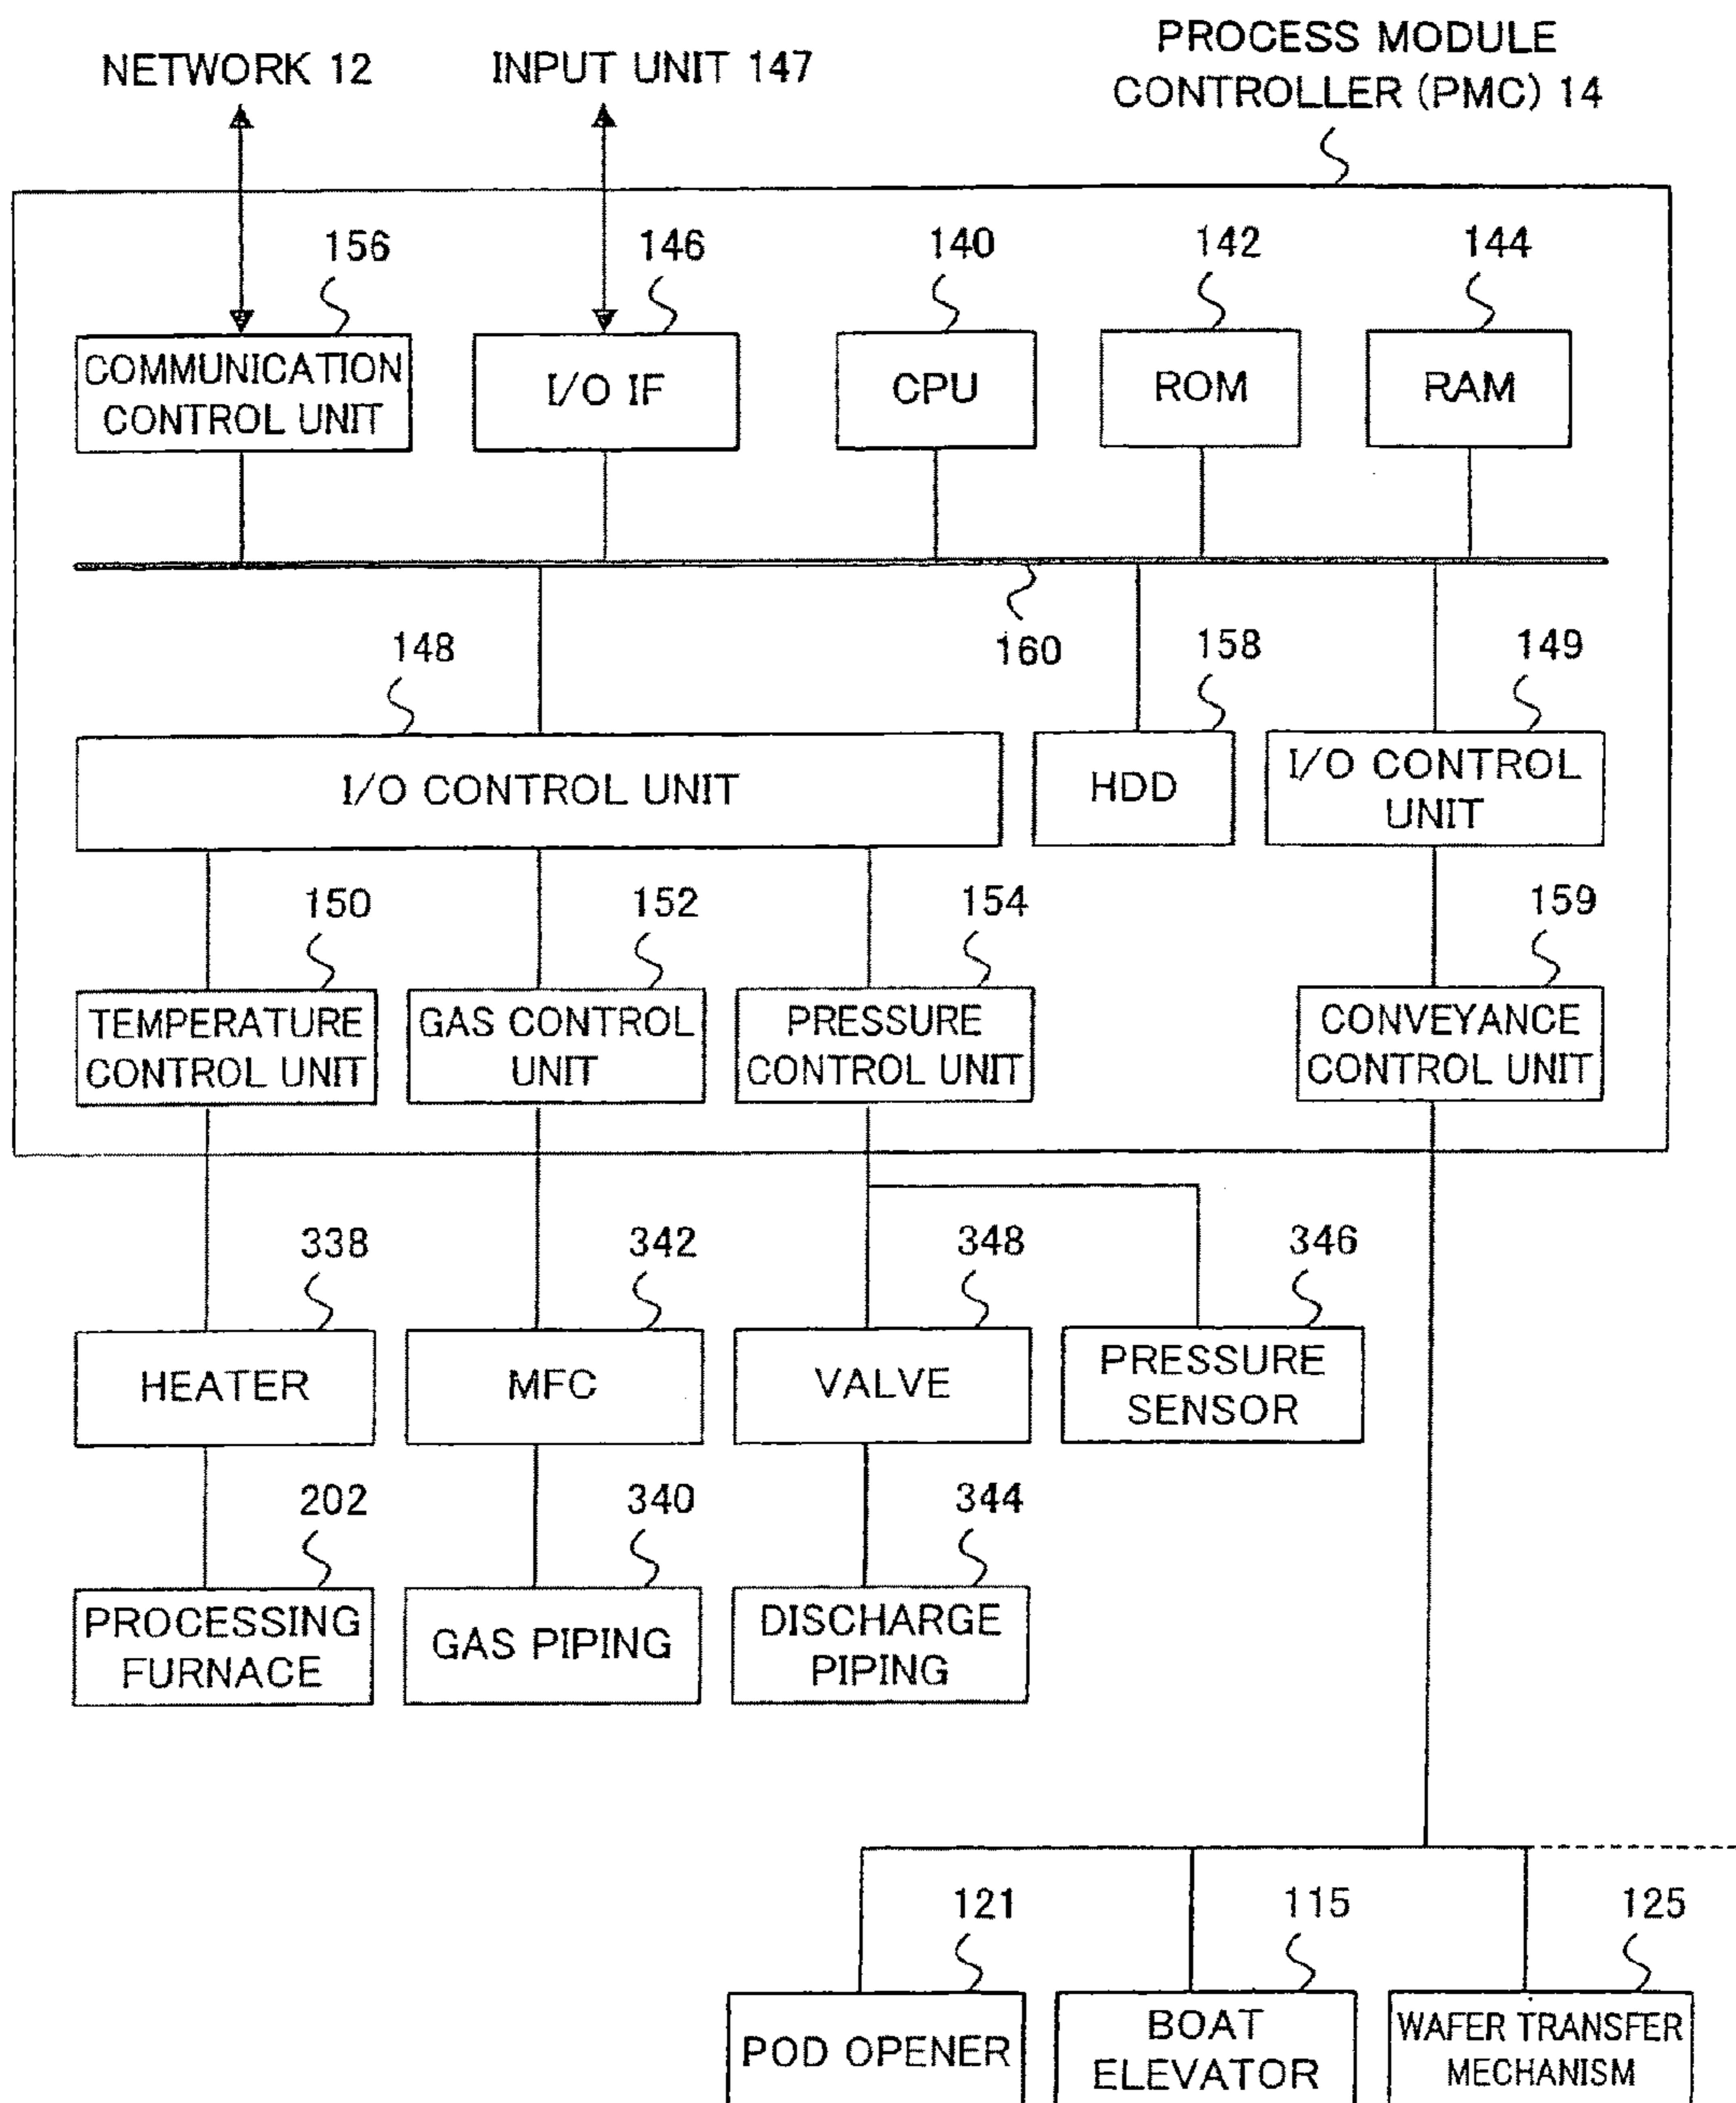 PROCESS MODULE
CONTROLLER (PMC) 14
NETWORK 12
INPUT UNIT 147
156
146
140
142
144
COMMUNICATION
CONTROL UNIT
I/O IF
CPU
ROM
RAM
160
148
158
149
I/O CONTROL UNIT
HDD
I/O CONTROL
UNIT
150
152
154
159
TEMPERATURE
CONTROL UNIT
GAS CONTROL
UNIT
PRESSURE
CONTROL UNIT
CONVEYANCE
CONTROL UNIT
338
342
348
346
HEATER
MFC
VALVE
PRESSURE
SENSOR
202
340
344
PROCESSING
FURNACE
GAS PIPING
DISCHARGE
PIPING
121
115
125
POD OPENER
BOAT
ELEVATOR
WAFER TRANSFER
MECHANISM